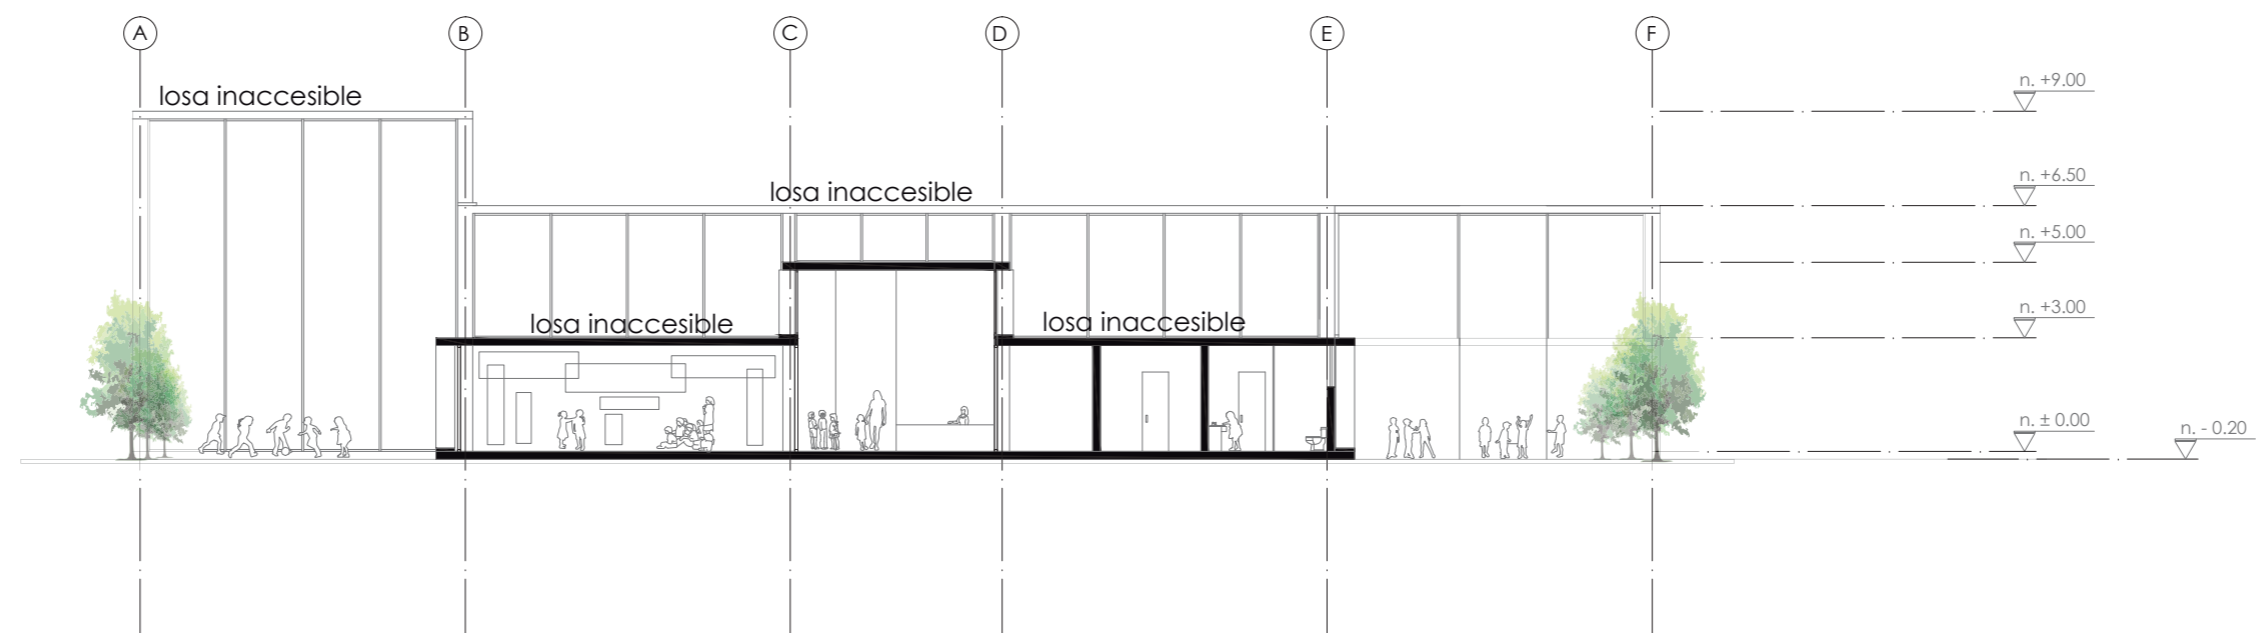 A
B
C
D
E
F
losa inaccesible
n. +9.00
losa inaccesible
n. +6.50
n. +5.00
losa inaccesible
losa inaccesible
n. +3.00
n. ± 0.00
n. - 0.20